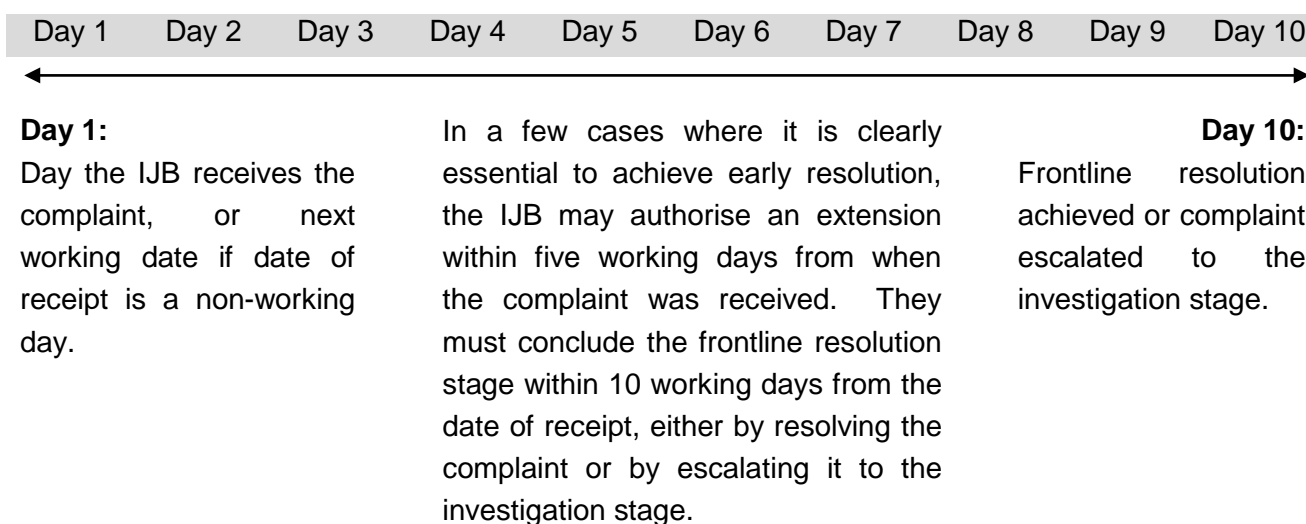 Day 1 Day 2 Day 3 Day 4 Day 5 Day 6 Day 7 Day 8 Day 9 Day 10
Day 1:
Day the IJB receives the
complaint, or next
working date if date of
receipt is a non-working
day.
In a few cases where it is clearly
essential to achieve early resolution,
the IJB may authorise an extension
within five working days from when
the complaint was received. They
must conclude the frontline resolution
stage within 10 working days from the
date of receipt, either by resolving the
complaint or by escalating it to the
investigation stage.
Day 10:
Frontline resolution
achieved or complaint
escalated to the
investigation stage.